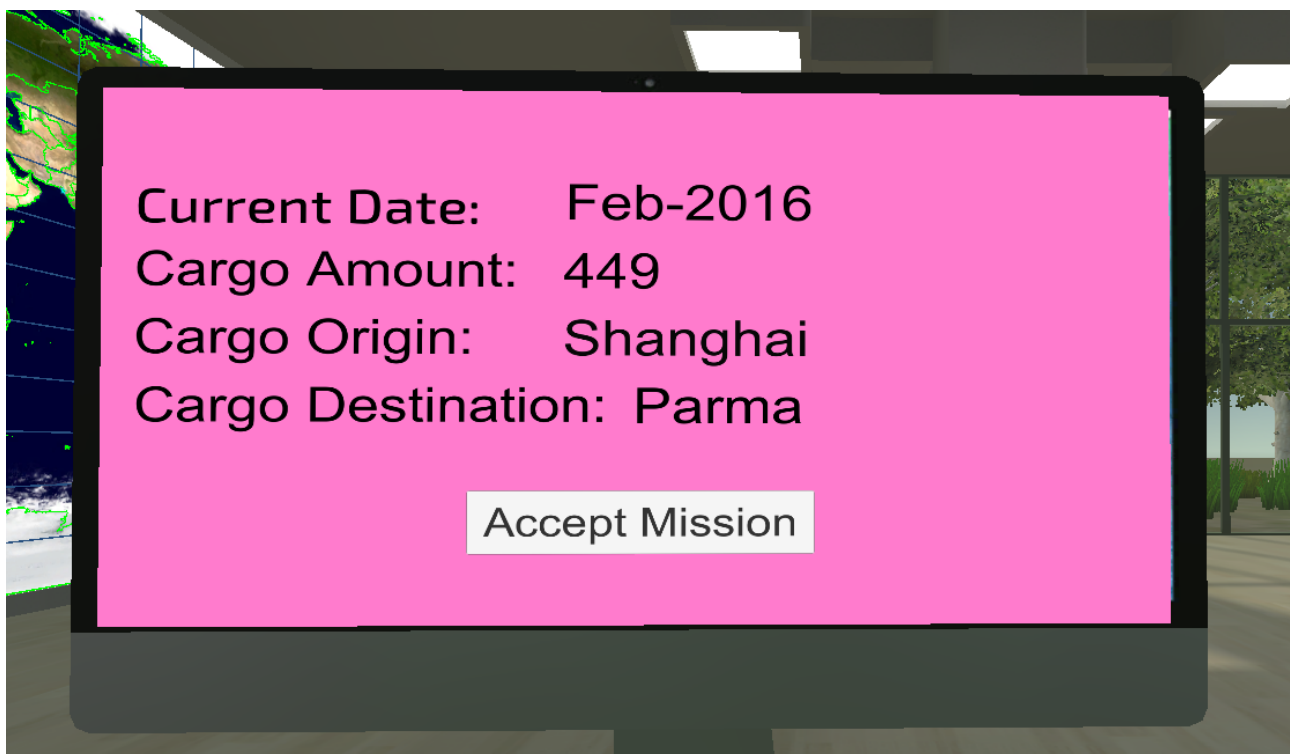 Current Date: Feb-2016
Cargo Amount: 449
Cargo Origin: Shanghai
Cargo Destination: Parma
Accept Mission